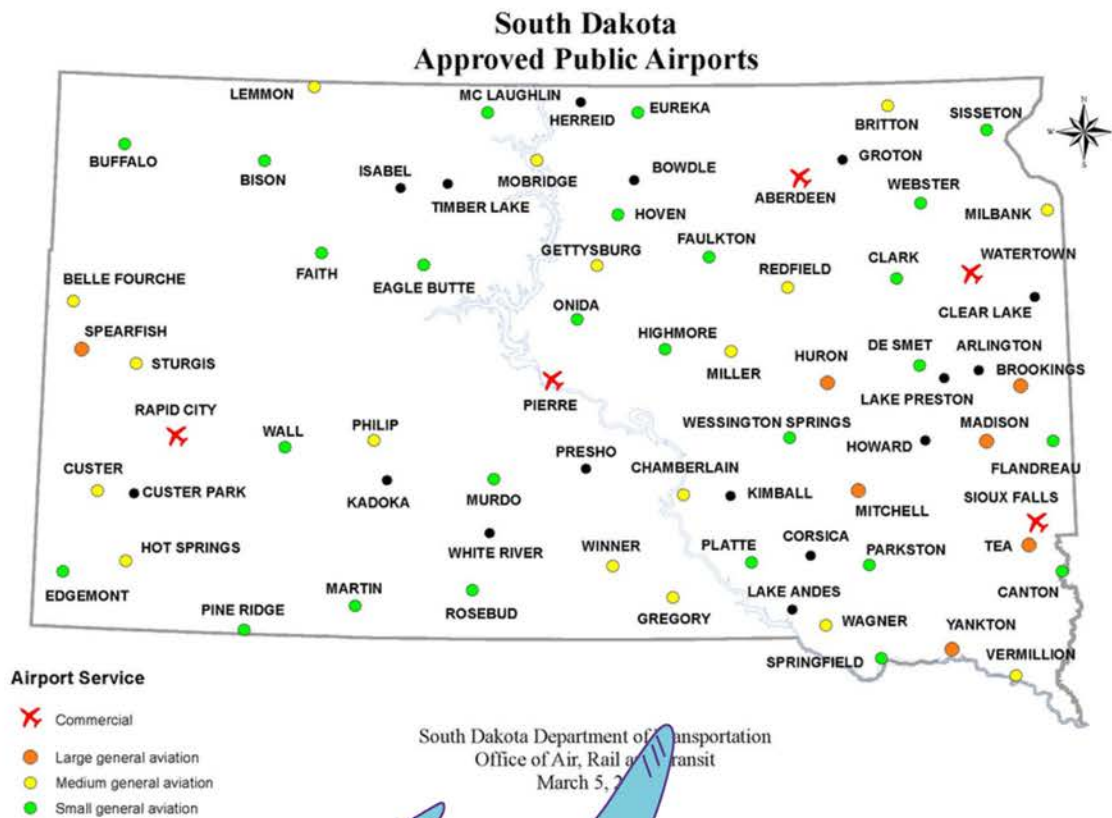 South Dakota
Approved Public Airports
LEMMON
MC LAUGHLIN
HERREID
EUREKA
BRITTON
SISSETON
N
W
S
BUFFALO
BISON
ISABEL
TIMBER LAKE
MOBRIDGE
BOWDLE
ABERDEEN
GROTON
WEBSTER
MILBANK
HOVEN
FAITH
EAGLE BUTTE
GETTYSBURG
FAULKTON
REDFIELD
CLARK
WATERTOWN
BELLE FOURCHE
SPEARFISH
STURGIS
ONIDA
HIGHMORE
MILLER
HURON
DE SMET
CLEAR LAKE
ARLINGTON
BROOKINGS
LAKE PRESTON
RAPID CITY
WALL
PHILIP
PIERRE
PRESHO
WESSINGTON SPRINGS
HOWARD
MADISON
FLANDREAU
CUSTER
CUSTER PARK
KADOKA
MURDO
CHAMBERLAIN
KIMBALL
MITCHELL
SIOUX FALLS
HOT SPRINGS
WHITE RIVER
WINNER
PLATTE
CORSICA
PARKSTON
TEA
EDGEMONT
PINE RIDGE
MARTIN
ROSEBUD
GREGORY
LAKE ANDES
WAGNER
CANTON
YANKTON
SPRINGFIELD
VERMILLION
Airport Service
Commercial
Large general aviation
Medium general aviation
Small general aviation
South Dakota Department of
Office of Air, Rail
March 5,